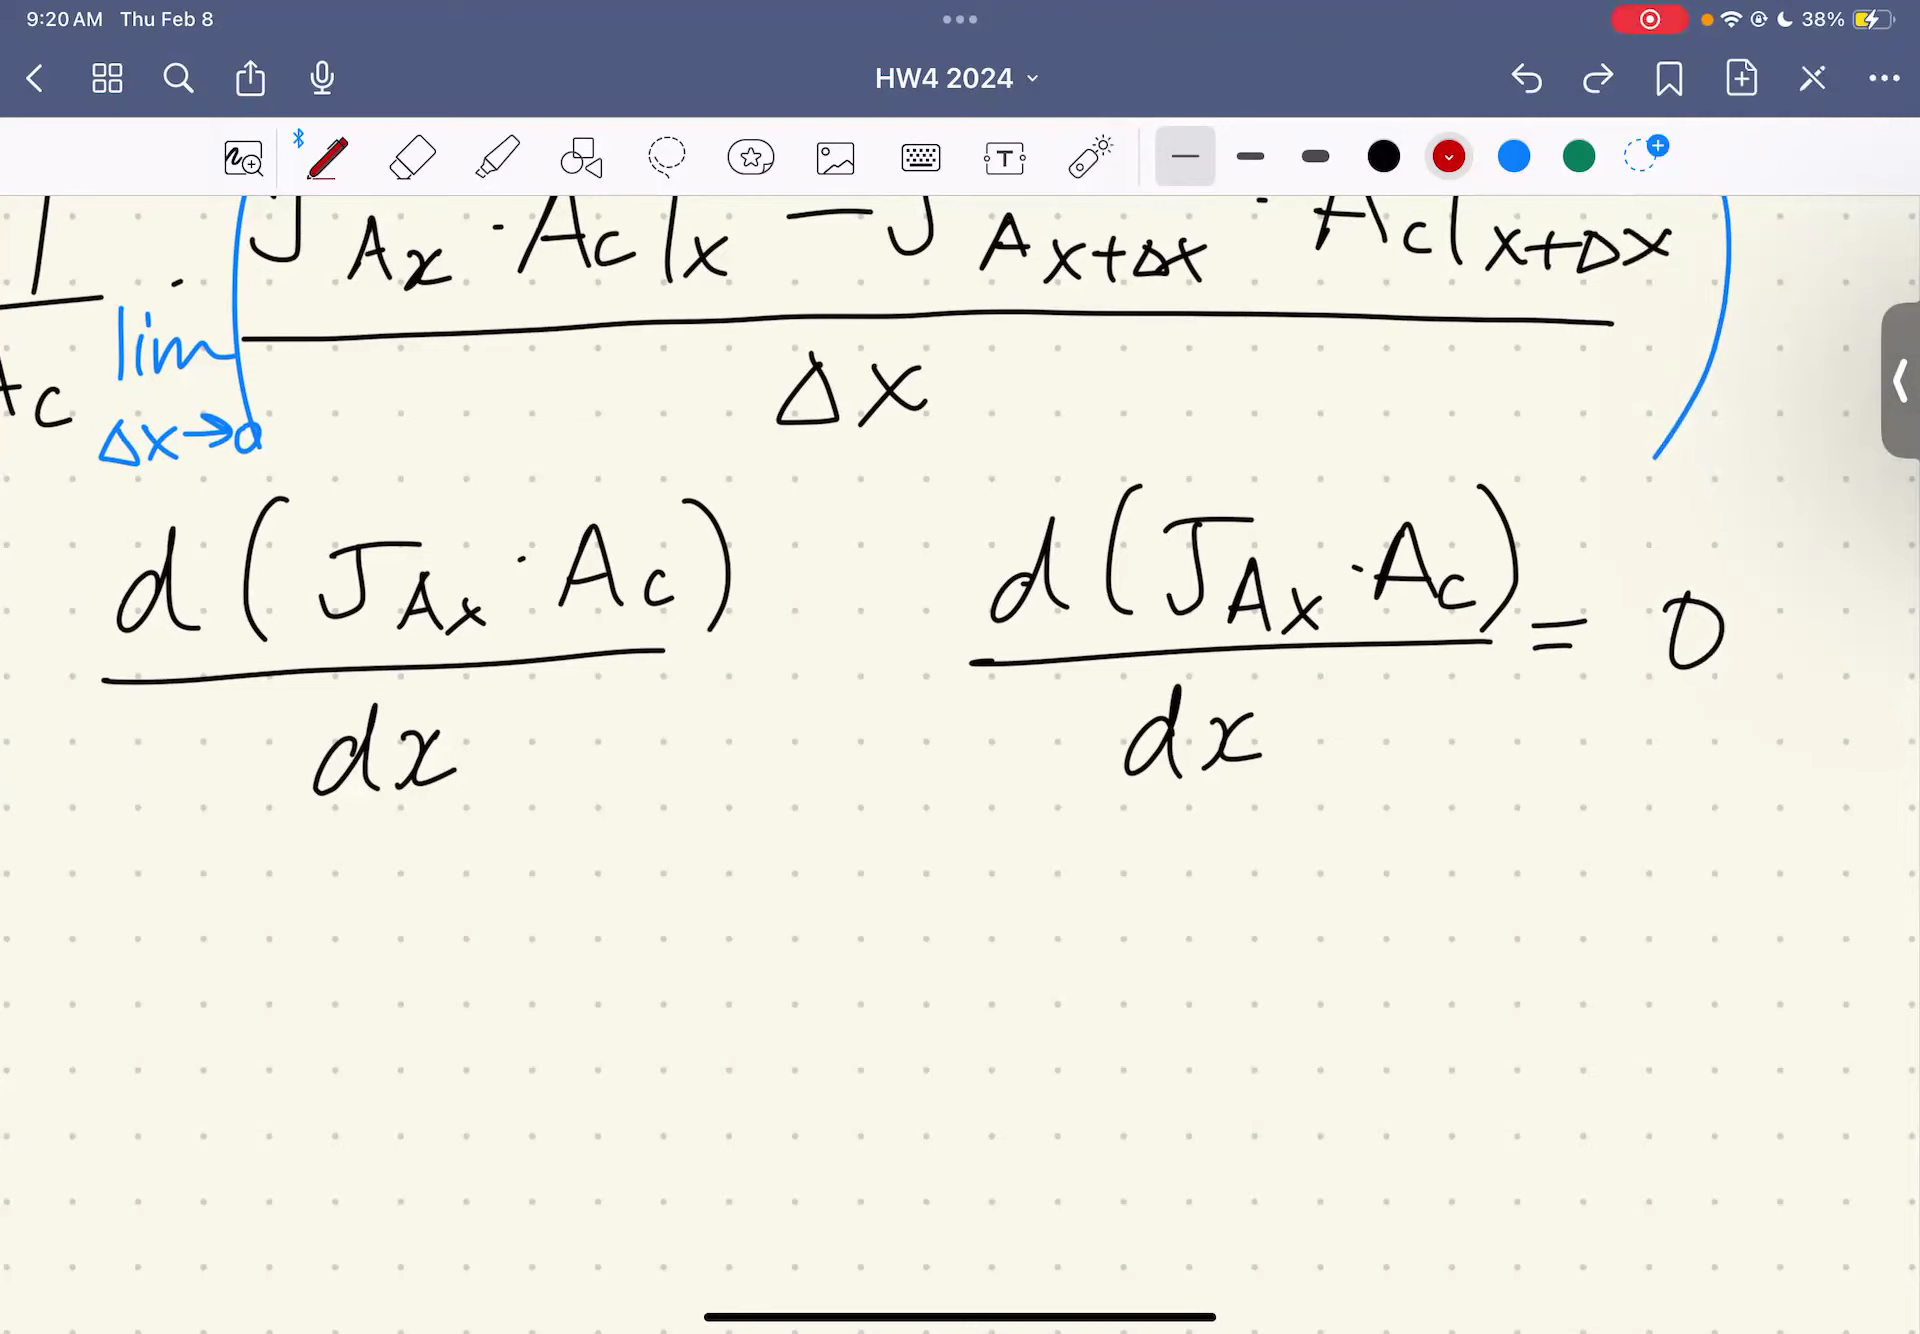 9:20 AM Thu Feb 8
38%
HW4 2024
T
1 / Ac · lim Δx→0 ( J Ax · Ac|x − J Ax+Δx · Ac|x+Δx ) / Δx
d(JAx · Ac) / dx
d(JAx · Ac) / dx = 0